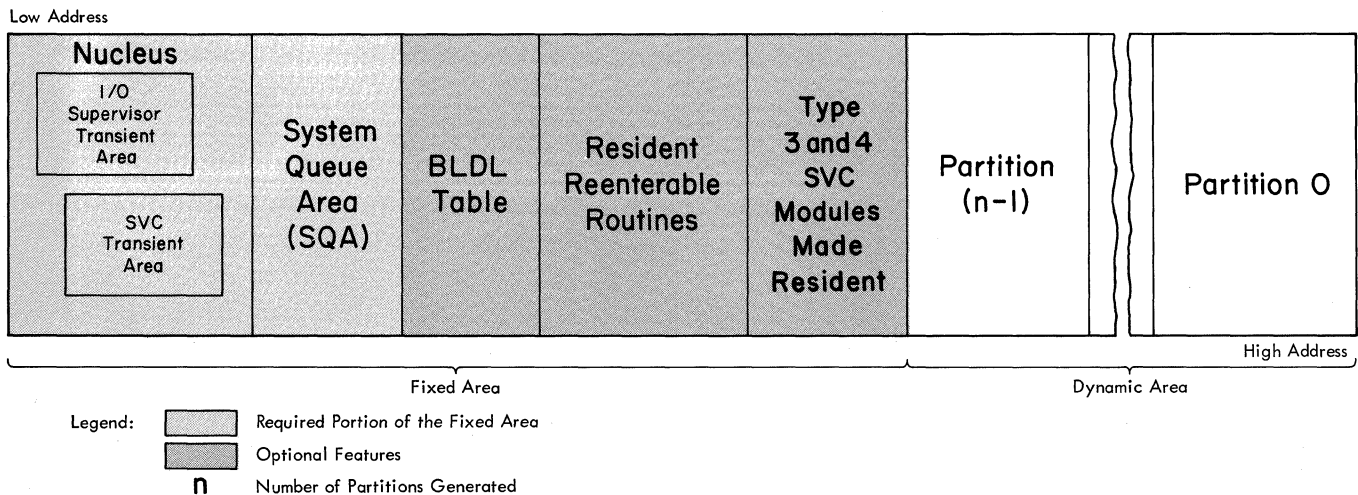 Low Address
Nucleus
I/O
Supervisor
Transient
Area
SVC
Transient
Area
System
Queue
Area
(SQA)
BLDL
Table
Resident
Reenterable
Routines
Type
3 and 4
SVC
Modules
Made
Resident
Partition
(n-1)
Partition 0
High Address
Fixed Area
Dynamic Area
Legend:
Required Portion of the Fixed Area
Optional Features
n Number of Partitions Generated